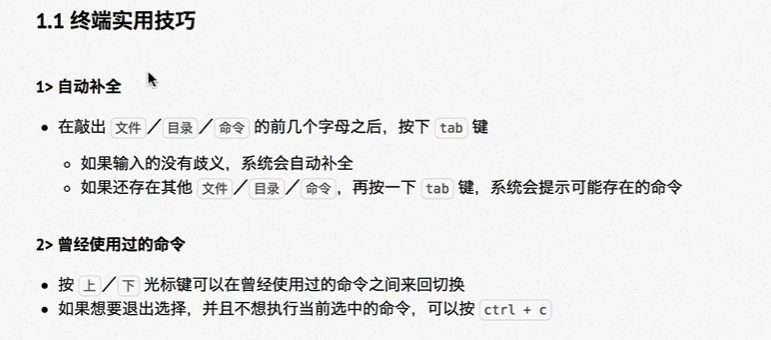 1.1 终端实用技巧
1> 自动补全
• 在敲出 文件／目录／命令 的前几个字母之后，按下 tab 键
◦ 如果输入的没有歧义，系统会自动补全
◦ 如果还存在其他 文件／目录／命令，再按一下 tab 键，系统会提示可能存在的命令
2> 曾经使用过的命令
• 按 上／下 光标键可以在曾经使用过的命令之间来回切换
• 如果想要退出选择，并且不想执行当前选中的命令，可以按 ctrl + c